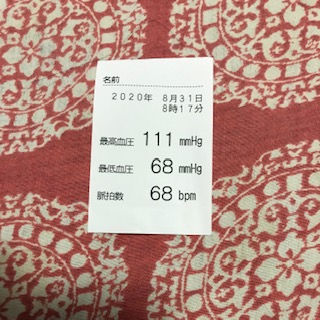 名前
2020年 8月31日
8時17分
最高血圧 111 mmHg
最低血圧 68 mmHg
脈拍数 68 bpm